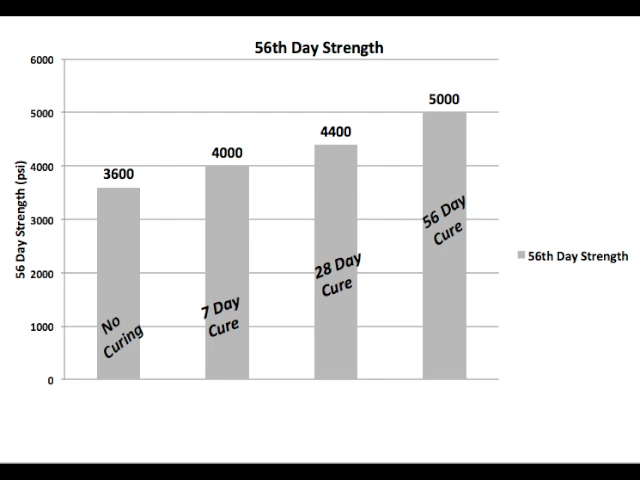 56th Day Strength
6000
5000
4000
3000
2000
1000
0
56 Day Strength (psi)
3600
4000
4400
5000
No
Curing
7 Day
Cure
28 Day
Cure
56 Day
Cure
56th Day Strength